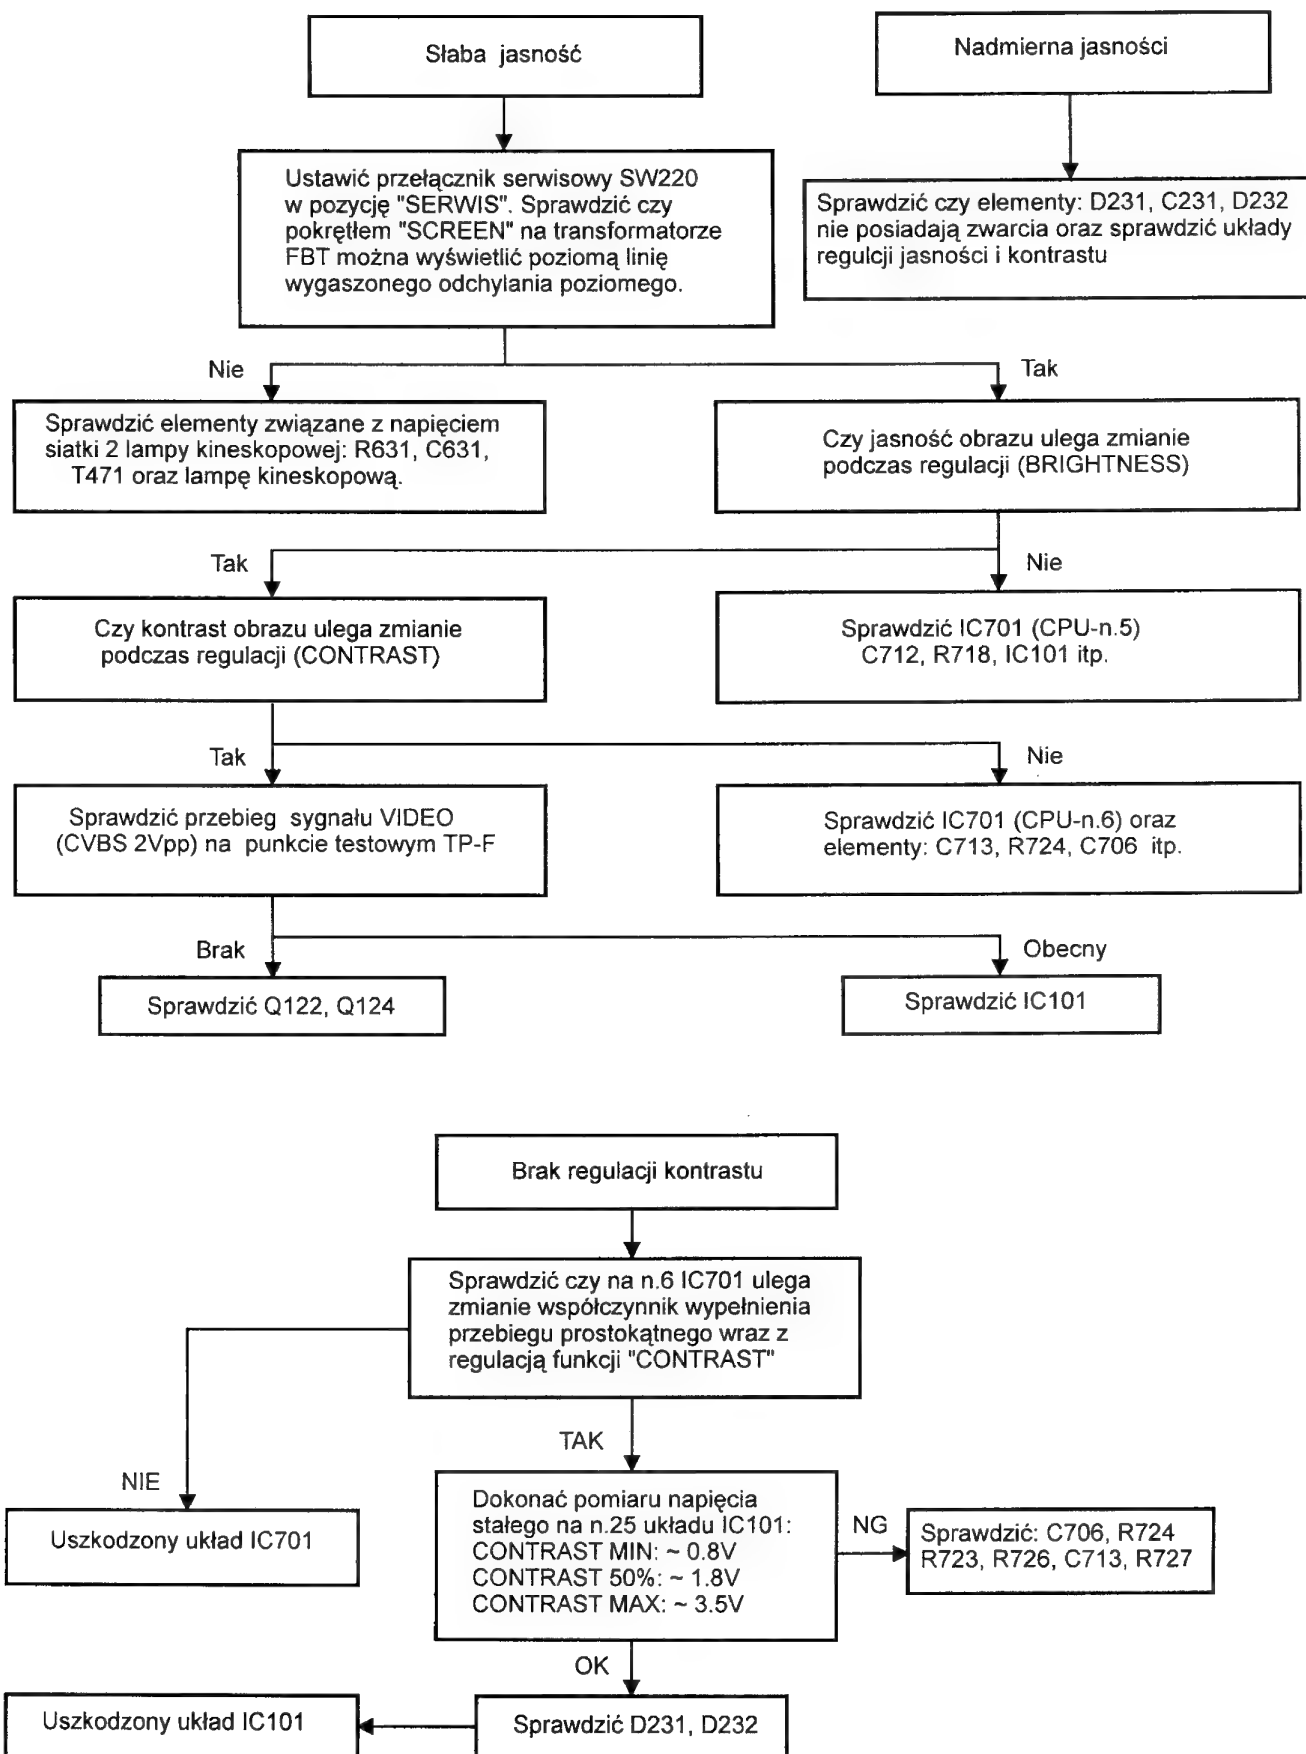 Słaba jasność
Nadmierna jasności
Ustawić przełącznik serwisowy SW220
w pozycję "SERWIS". Sprawdzić czy
pokrętłem "SCREEN" na transformatorze
FBT można wyświetlić poziomą linię
wygaszonego odchylania poziomego.
Sprawdzić czy elementy: D231, C231, D232
nie posiadają zwarcia oraz sprawdzić układy
regulcji jasności i kontrastu
Nie
Tak
Sprawdzić elementy związane z napięciem
siatki 2 lampy kineskopowej: R631, C631,
T471 oraz lampę kineskopową.
Czy jasność obrazu ulega zmianie
podczas regulacji (BRIGHTNESS)
Tak
Nie
Czy kontrast obrazu ulega zmianie
podczas regulacji (CONTRAST)
Sprawdzić IC701 (CPU-n.5)
C712, R718, IC101 itp.
Tak
Nie
Sprawdzić przebieg sygnału VIDEO
(CVBS 2Vpp) na punkcie testowym TP-F
Sprawdzić IC701 (CPU-n.6) oraz
elementy: C713, R724, C706 itp.
Brak
Obecny
Sprawdzić Q122, Q124
Sprawdzić IC101
Brak regulacji kontrastu
Sprawdzić czy na n.6 IC701 ulega
zmianie współczynnik wypełnienia
przebiegu prostokątnego wraz z
regulacją funkcji "CONTRAST"
TAK
NIE
Uszkodzony układ IC701
Dokonać pomiaru napięcia
stałego na n.25 układu IC101:
CONTRAST MIN: ~ 0.8V
CONTRAST 50%: ~ 1.8V
CONTRAST MAX: ~ 3.5V
NG
Sprawdzić: C706, R724
R723, R726, C713, R727
OK
Uszkodzony układ IC101
Sprawdzić D231, D232